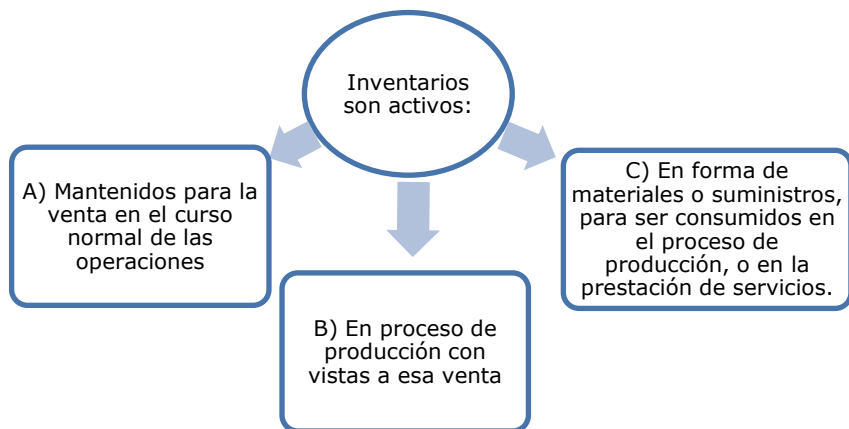 Inventarios
son activos:
A) Mantenidos para la
venta en el curso
normal de las
operaciones
B) En proceso de
producción con
vistas a esa venta
C) En forma de
materiales o suministros,
para ser consumidos en
el proceso de
producción, o en la
prestación de servicios.